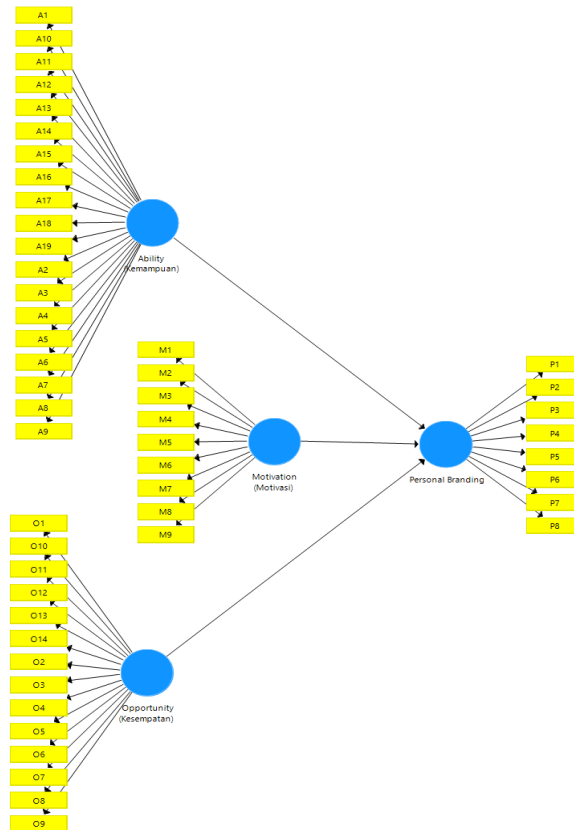 A1
A10
A11
A12
A13
A14
A15
A16
A17
A18
A19
A2
A3
A4
A5
A6
A7
A8
A9
Ability
(Kemampuan)
M1
M2
M3
M4
M5
M6
M7
M8
M9
Motivation
(Motivasi)
P1
P2
P3
P4
P5
P6
P7
P8
Personal Branding
O1
O10
O11
O12
O13
O14
O2
O3
O4
O5
O6
O7
O8
O9
Opportunity
(Kesempatan)